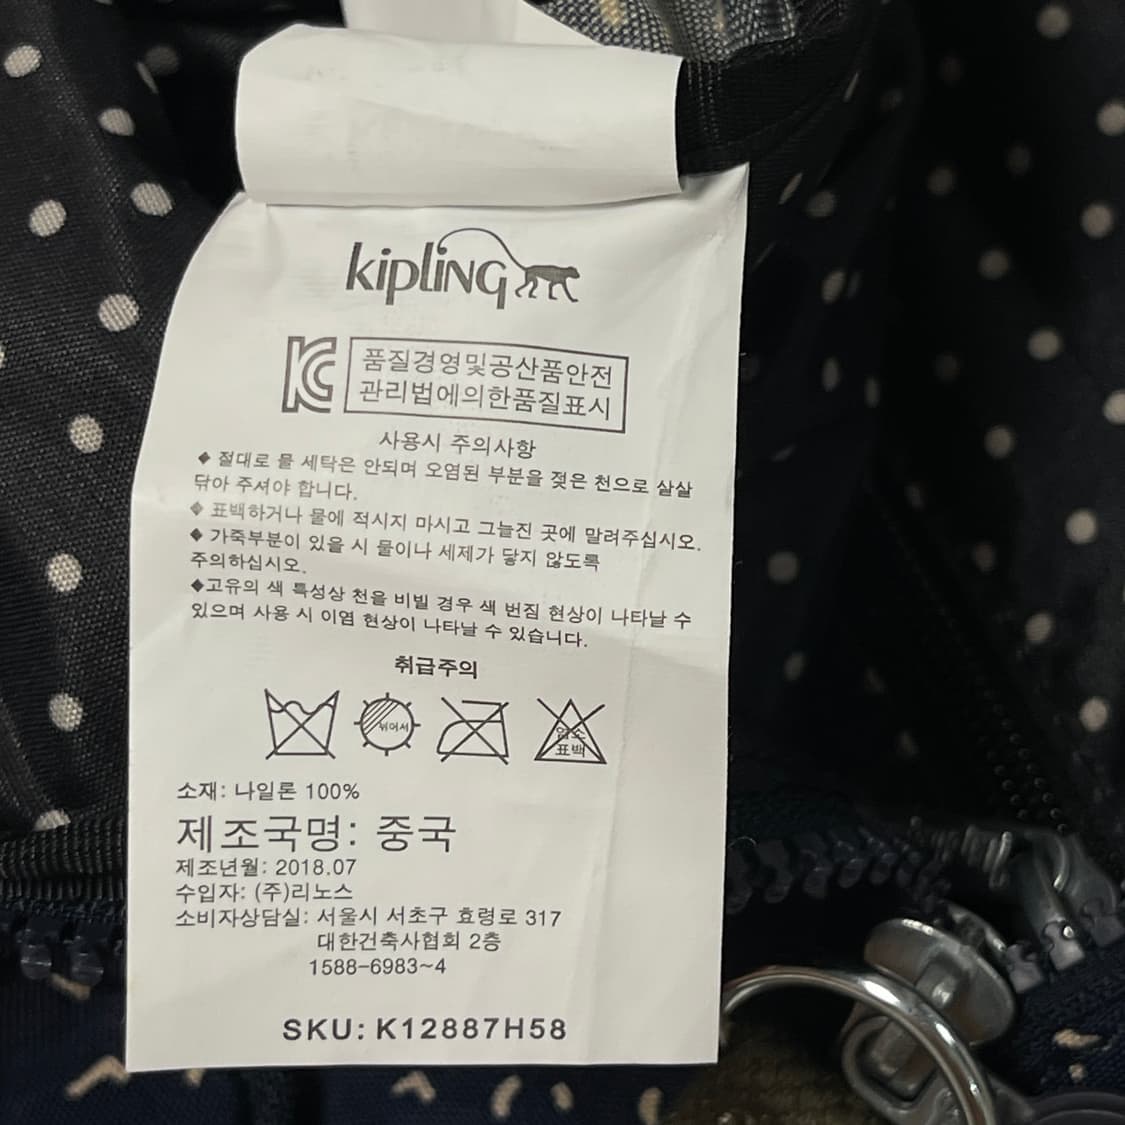 kipling
품질경영및공산품안전
관리법에의한품질표시
사용시 주의사항
◆ 절대로 물 세탁은 안되며 오염된 부분을 젖은 천으로 살살
닦아 주셔야 합니다.
◆ 표백하거나 물에 적시지 마시고 그늘진 곳에 말려주십시오.
◆ 가죽부분이 있을 시 물이나 세제가 닿지 않도록
주의하십시오.
◆고유의 색 특성상 천을 비빌 경우 색 번짐 현상이 나타날 수
있으며 사용 시 이염 현상이 나타날 수 있습니다.
취급주의
뉘어서
염소
표백
소재: 나일론 100%
제조국명: 중국
제조년월: 2018.07
수입자: (주)리노스
소비자상담실: 서울시 서초구 효령로 317
대한건축사협회 2층
1588-6983~4
SKU: K12887H58